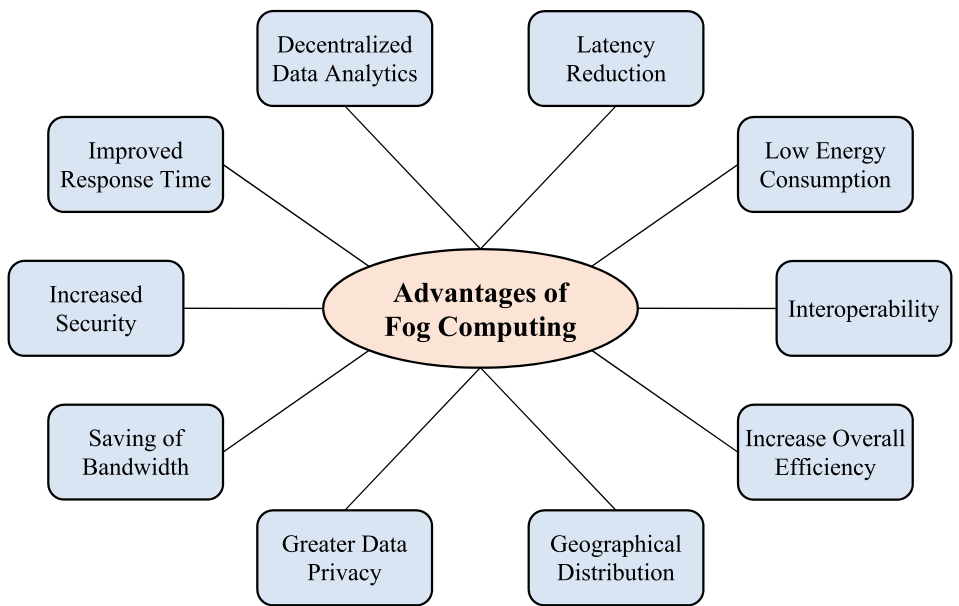 Decentralized
Data Analytics
Latency
Reduction
Improved
Response Time
Low Energy
Consumption
Increased
Security
Advantages of
Fog Computing
Interoperability
Saving of
Bandwidth
Increase Overall
Efficiency
Greater Data
Privacy
Geographical
Distribution